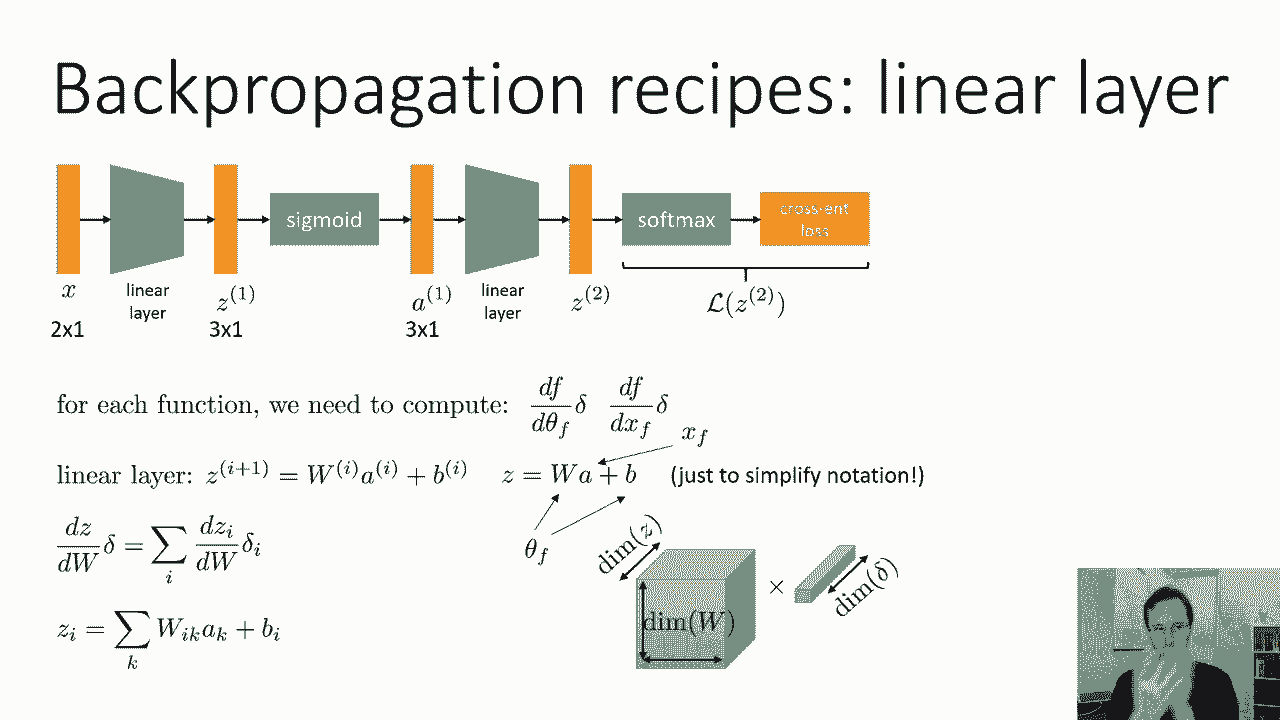 Backpropagation recipes: linear layer
sigmoid
softmax
cross-ent
loss
x
linear
layer
z^{(1)}
a^{(1)}
linear
layer
z^{(2)}
\mathcal{L}(z^{(2)})
2x1
3x1
3x1
for each function, we need to compute: \frac{df}{d\theta_f}\delta \frac{df}{dx_f}\delta
x_f
linear layer: z^{(i+1)} = W^{(i)}a^{(i)} + b^{(i)} z = Wa + b (just to simplify notation!)
\theta_f
\frac{dz}{dW}\delta = \sum_i \frac{dz_i}{dW}\delta_i
dim(z)
×
dim(δ)
dim(W)
z_i = \sum_k W_{ik}a_k + b_i